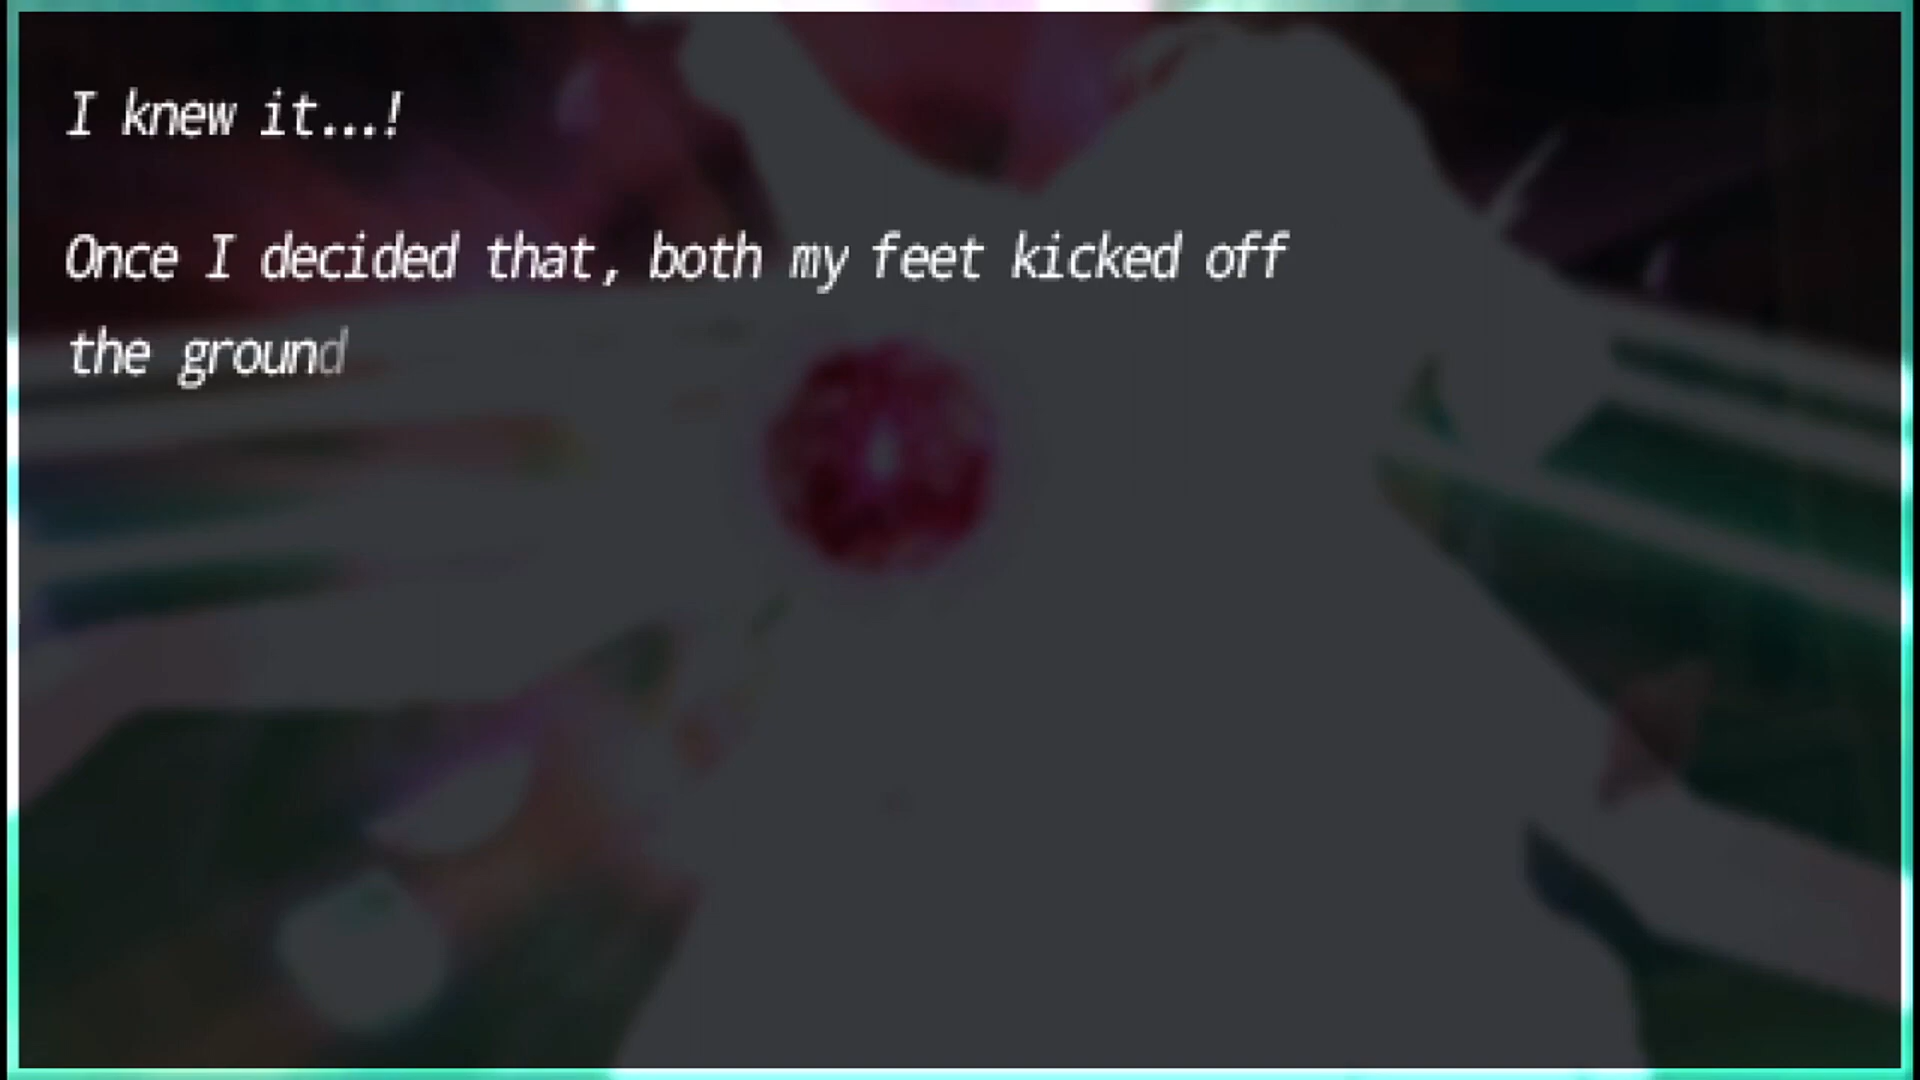 I knew it...!
Once I decided that, both my feet kicked off
the ground